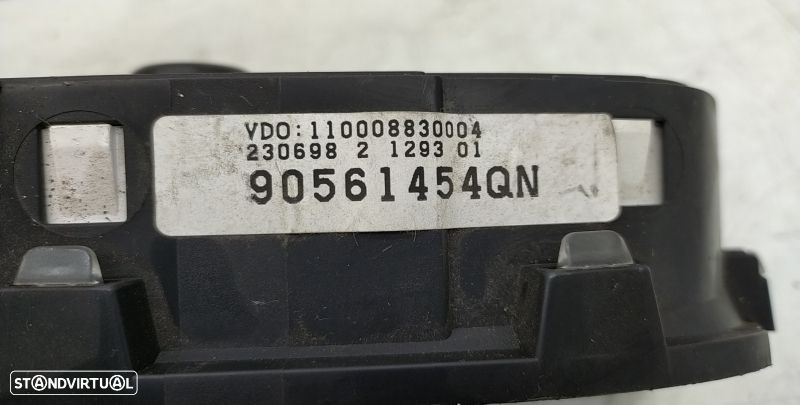 VDO:110008830004
230698 2 1293 01
90561454QN
STANDVIRTUAL